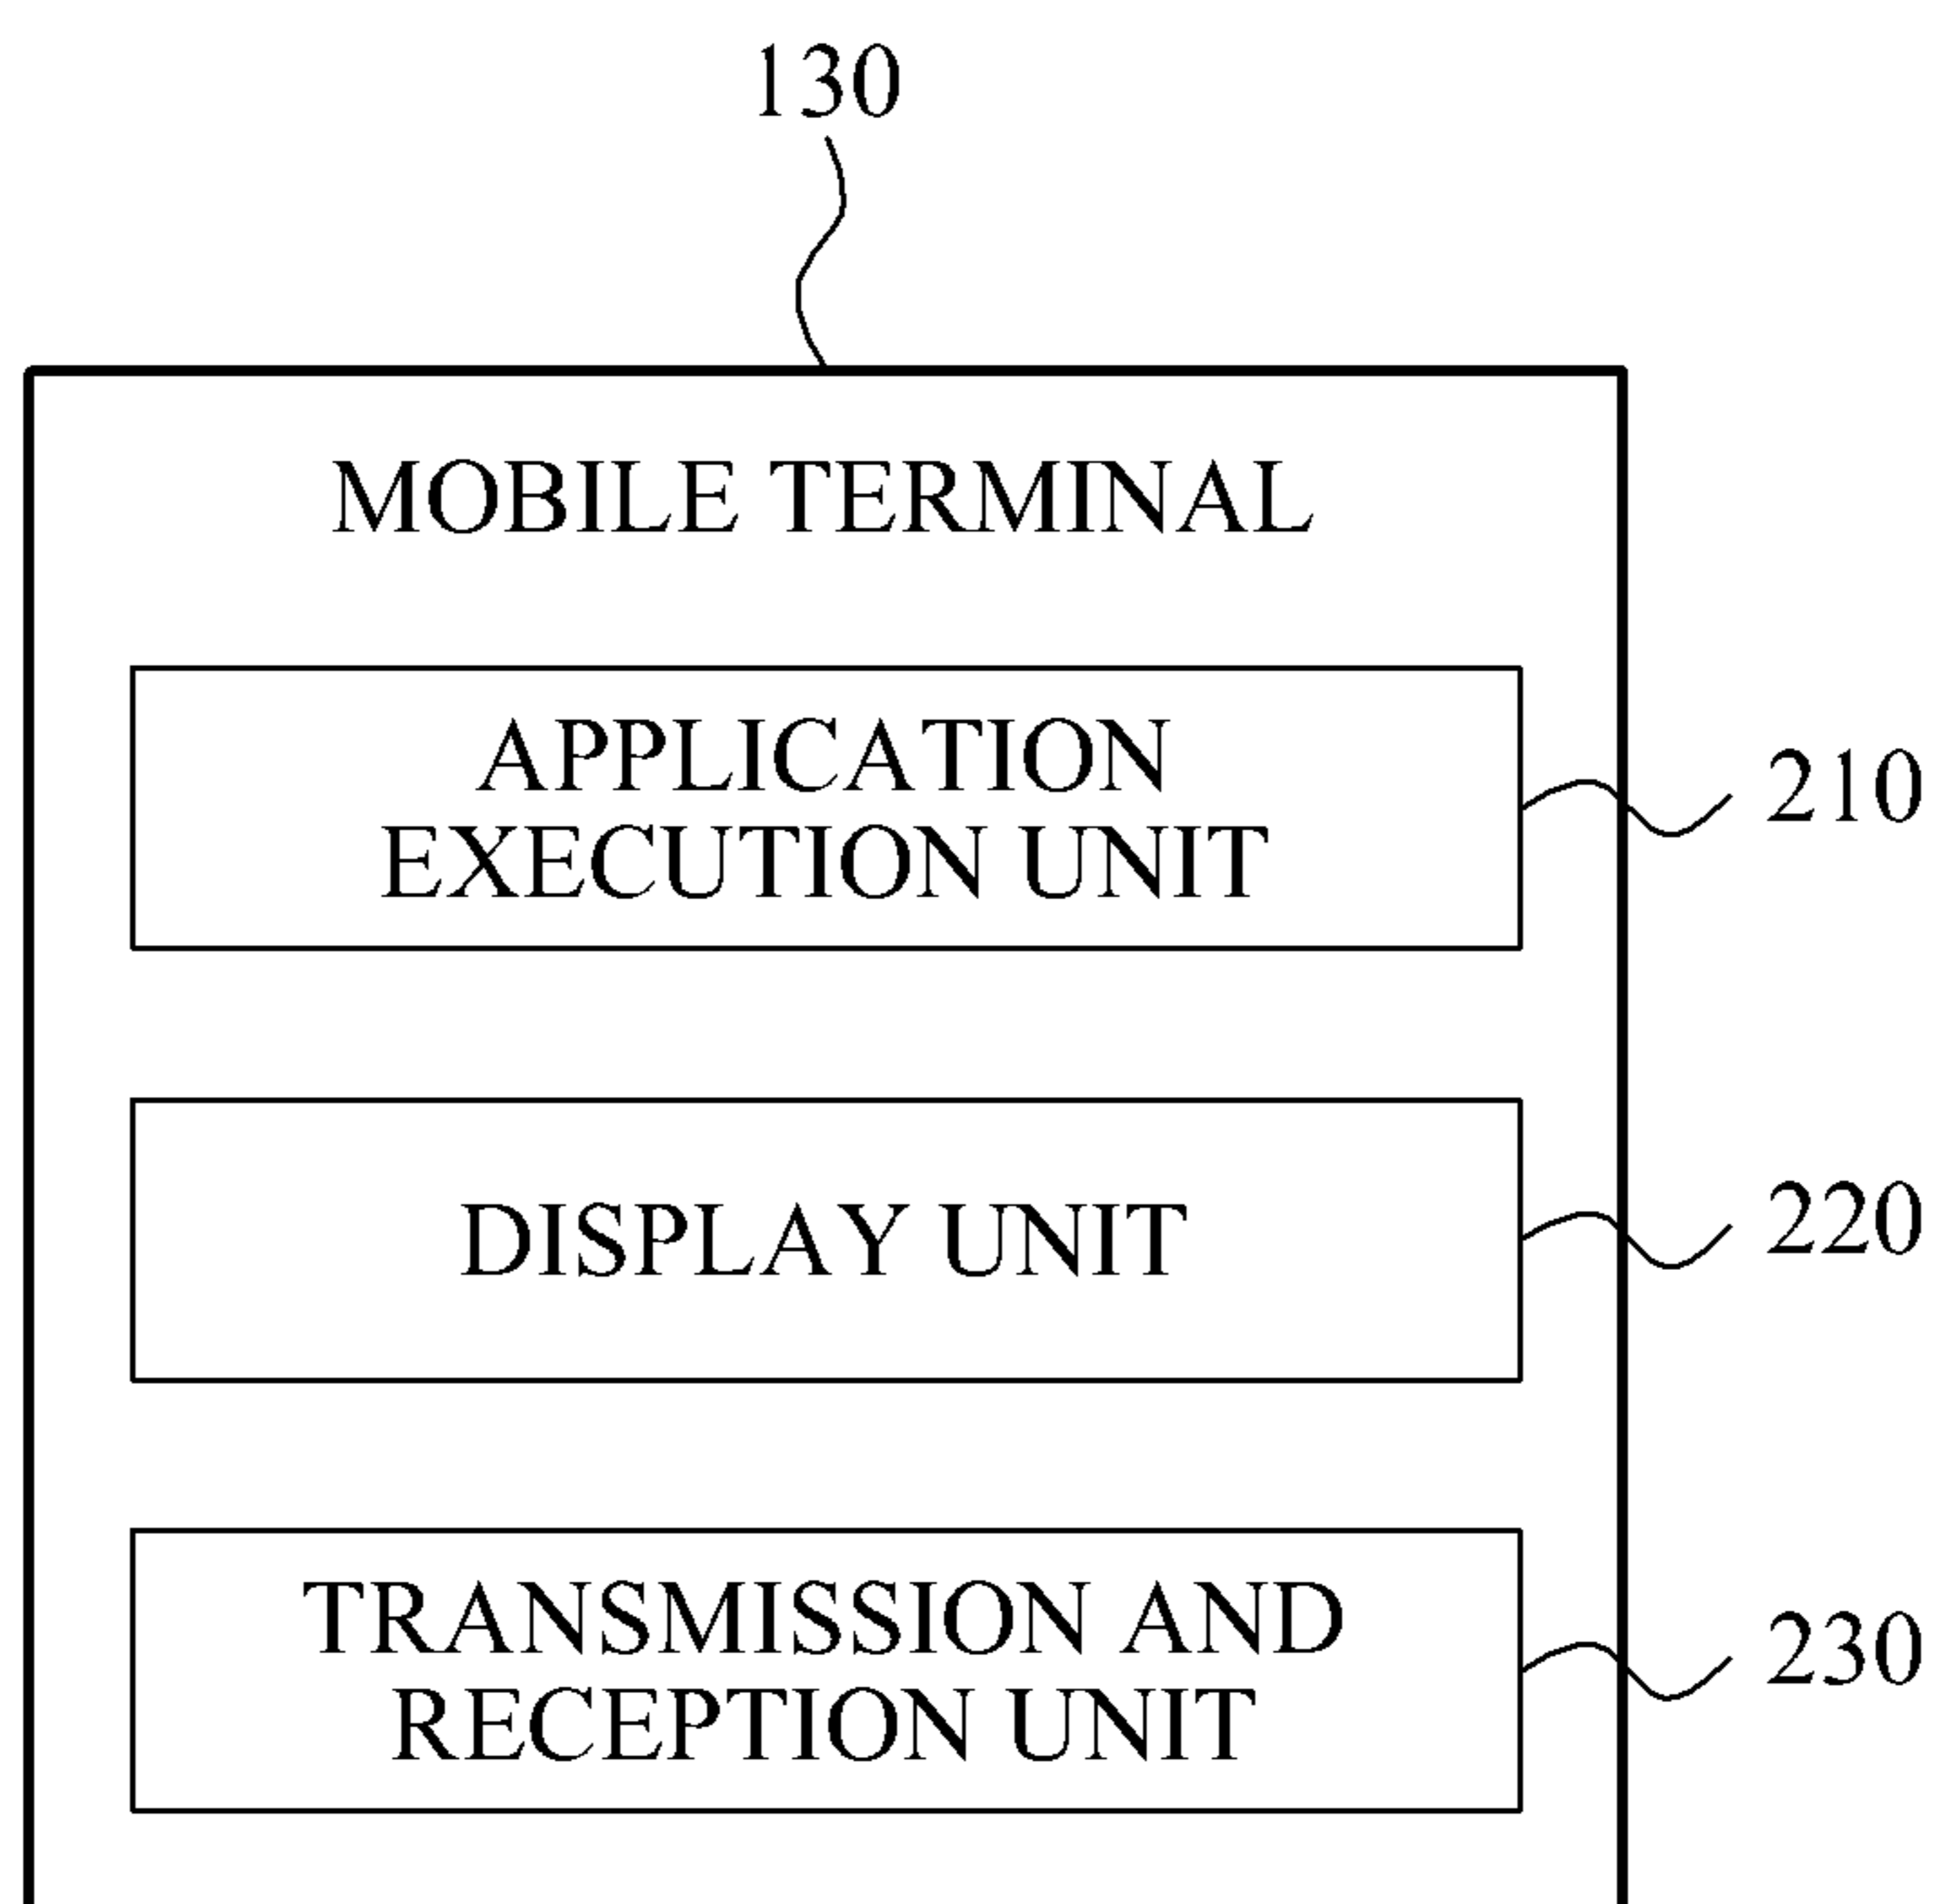 130
MOBILE TERMINAL
APPLICATION
EXECUTION UNIT
210
DISPLAY UNIT
220
TRANSMISSION AND
RECEPTION UNIT
230